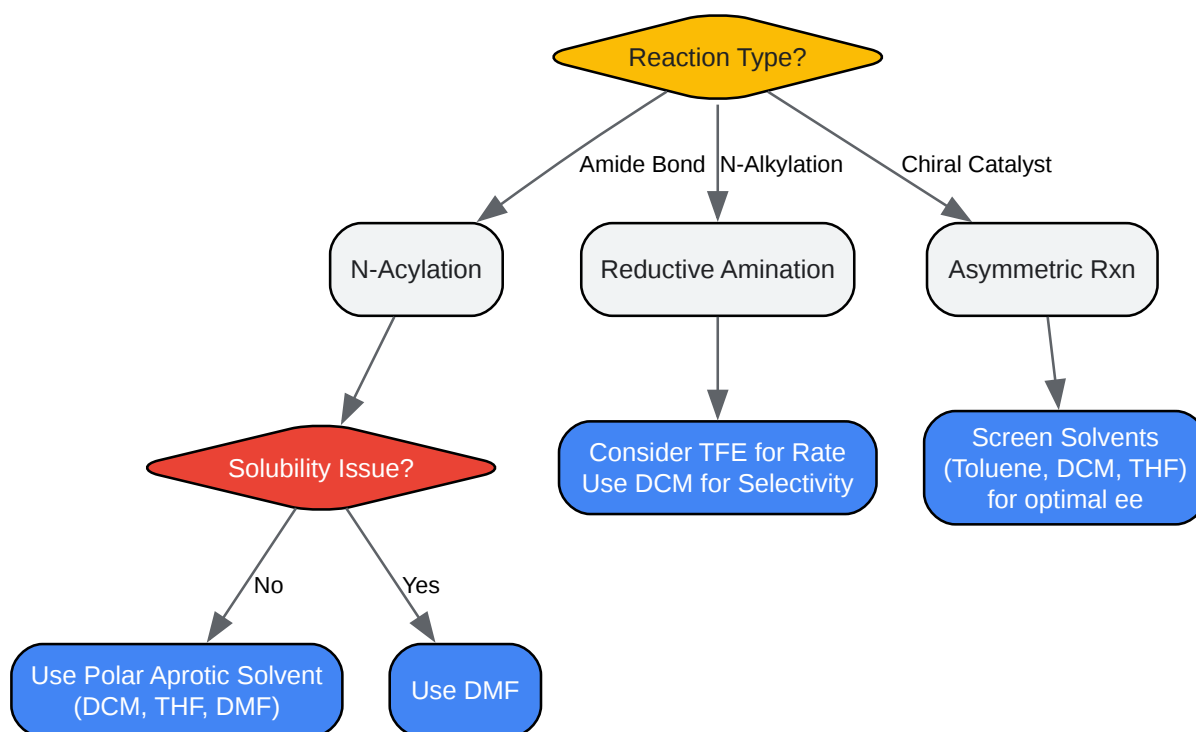 Reaction Type?
Amide Bond
N-Alkylation
Chiral Catalyst
N-Acylation
Reductive Amination
Asymmetric Rxn
Solubility Issue?
Consider TFE for Rate
Use DCM for Selectivity
Screen Solvents
(Toluene, DCM, THF)
for optimal ee
No
Yes
Use Polar Aprotic Solvent
(DCM, THF, DMF)
Use DMF